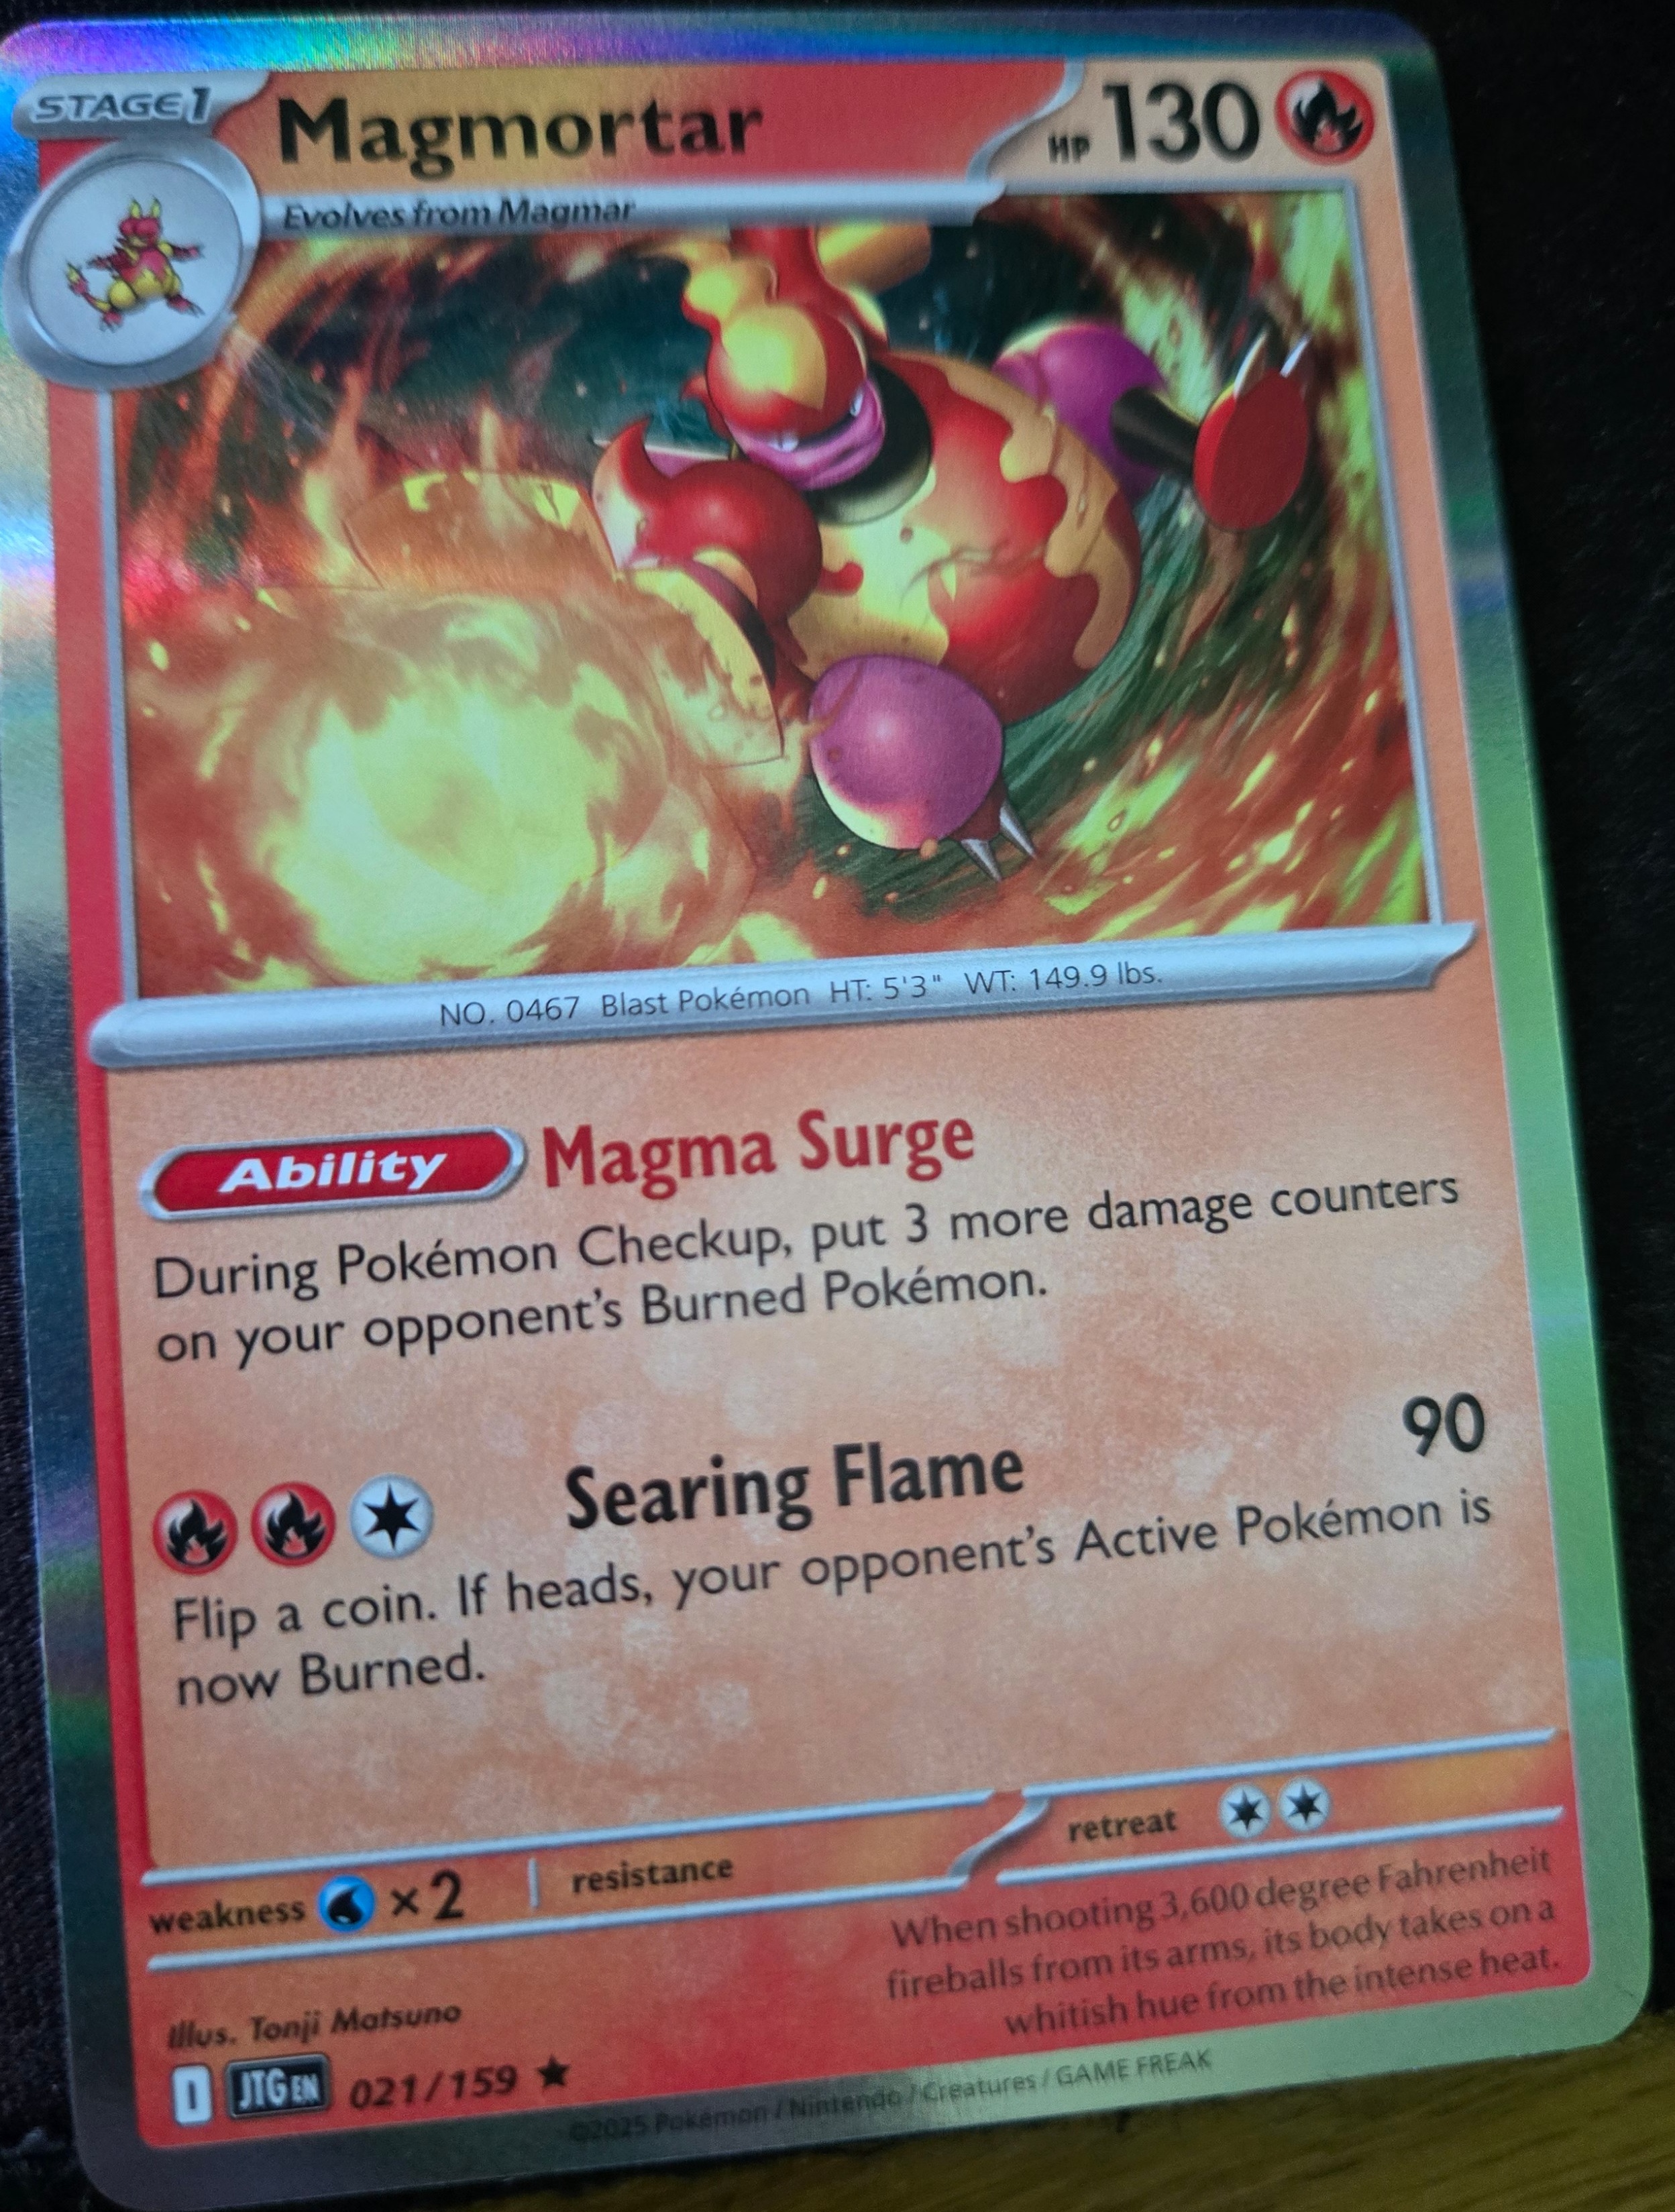 STAGE1
Magmortar
HP 130
Evolves from Magmar
NO. 0467 Blast Pokémon HT: 5'3" WT: 149.9 lbs.
Ability Magma Surge
During Pokémon Checkup, put 3 more damage counters
on your opponent's Burned Pokémon.
Searing Flame 90
Flip a coin. If heads, your opponent's Active Pokémon is
now Burned.
weakness ×2 resistance retreat
When shooting 3,600 degree Fahrenheit
fireballs from its arms, its body takes on a
whitish hue from the intense heat.
Illus. Tonji Matsuno
I JTG EN 021/159
©2025 Pokémon / Nintendo / Creatures / GAME FREAK